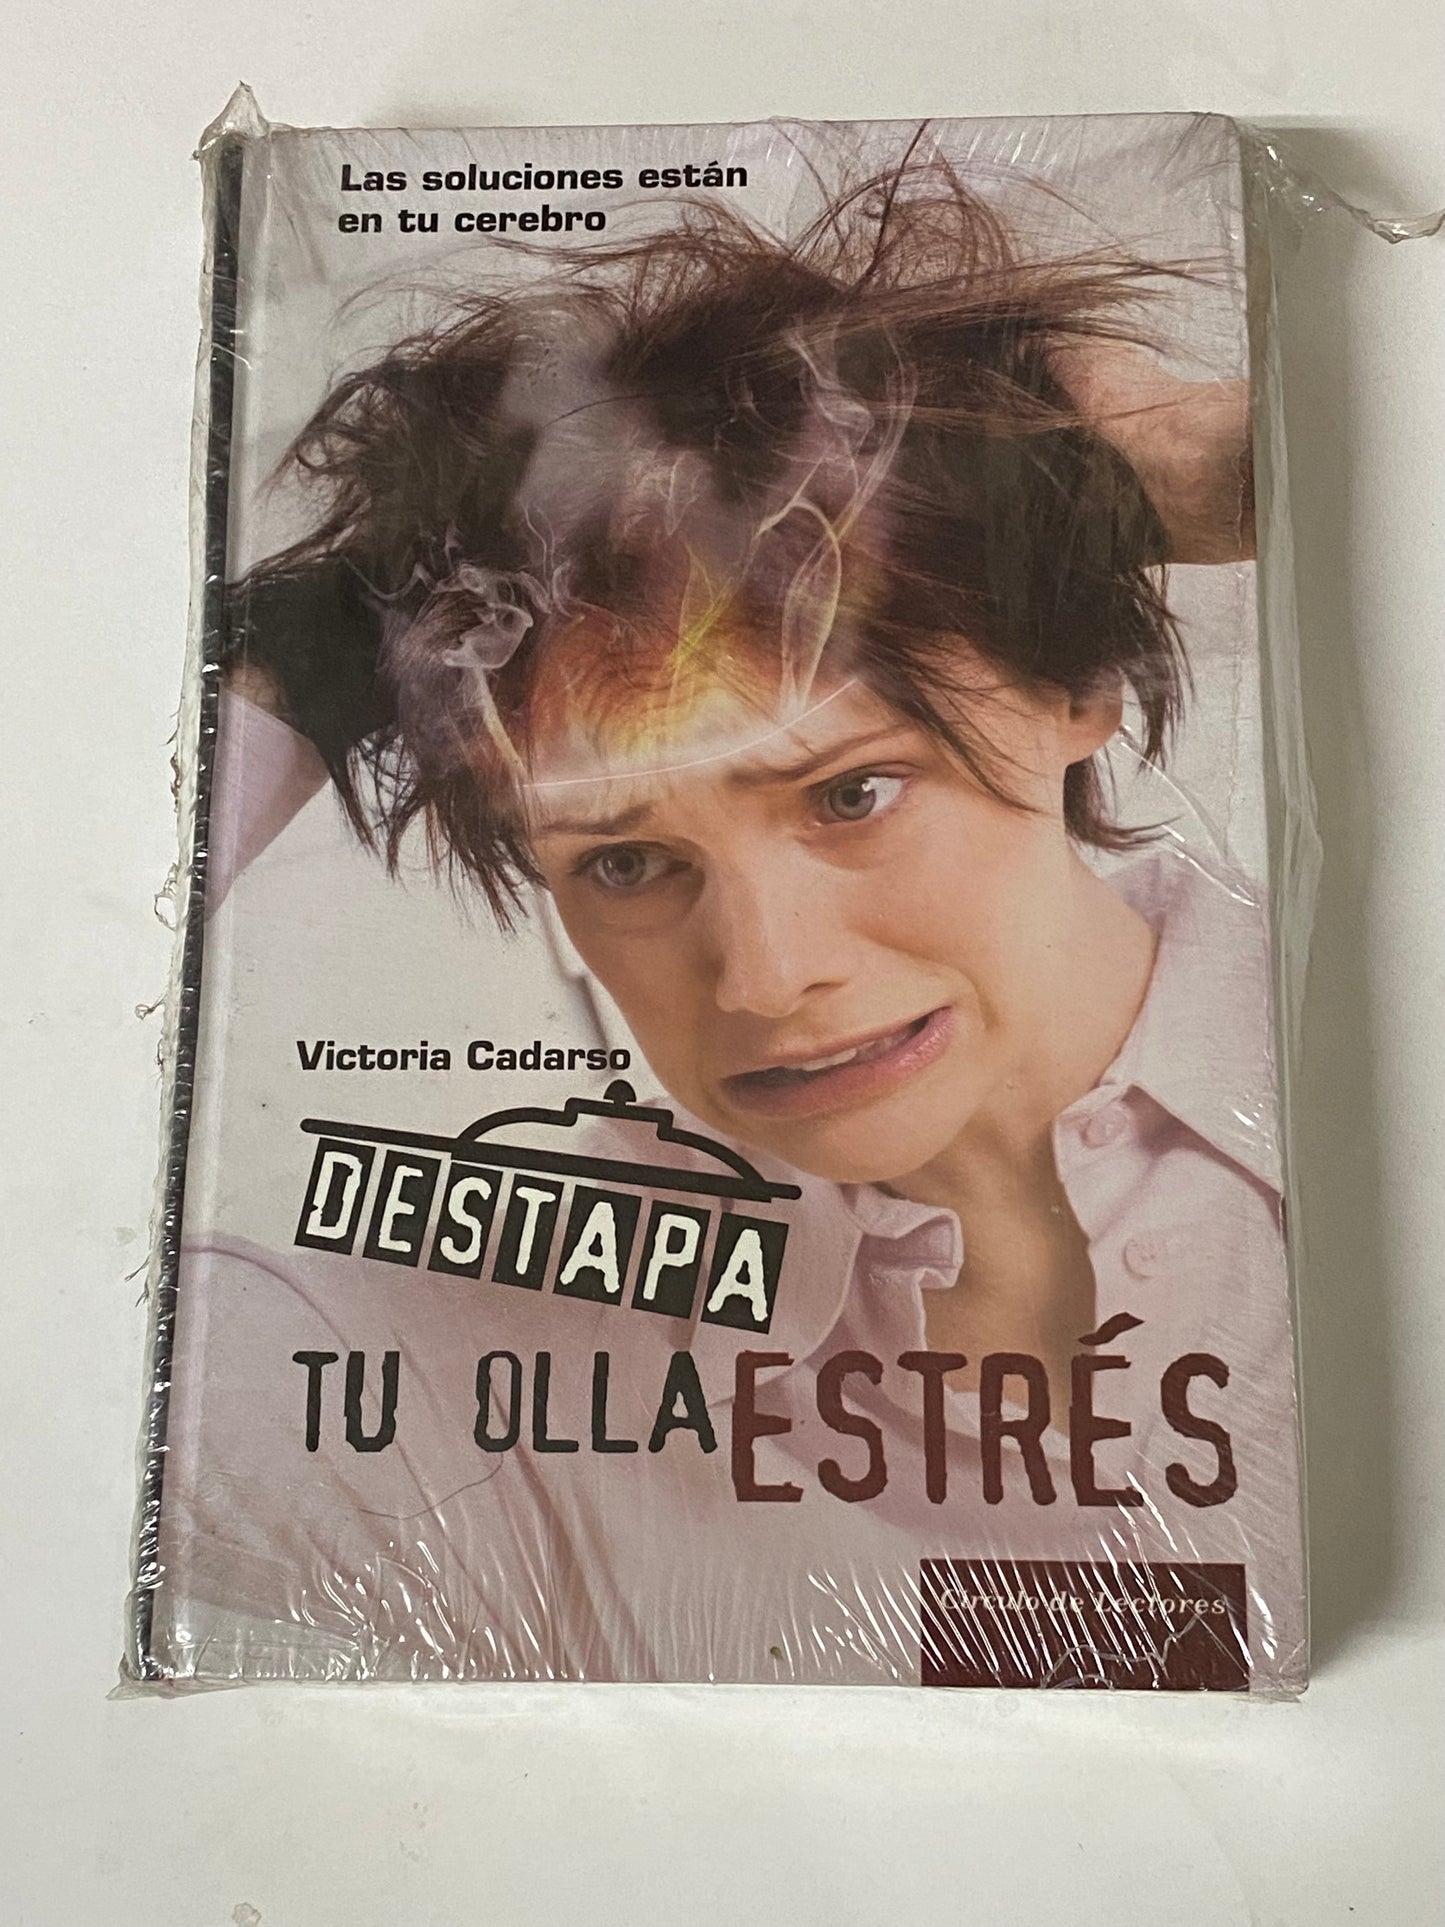 Las soluciones están
en tu cerebro
Victoria Cadarso
DESTAPA
TU OLLA ESTRÉS
Círculo de Lectores